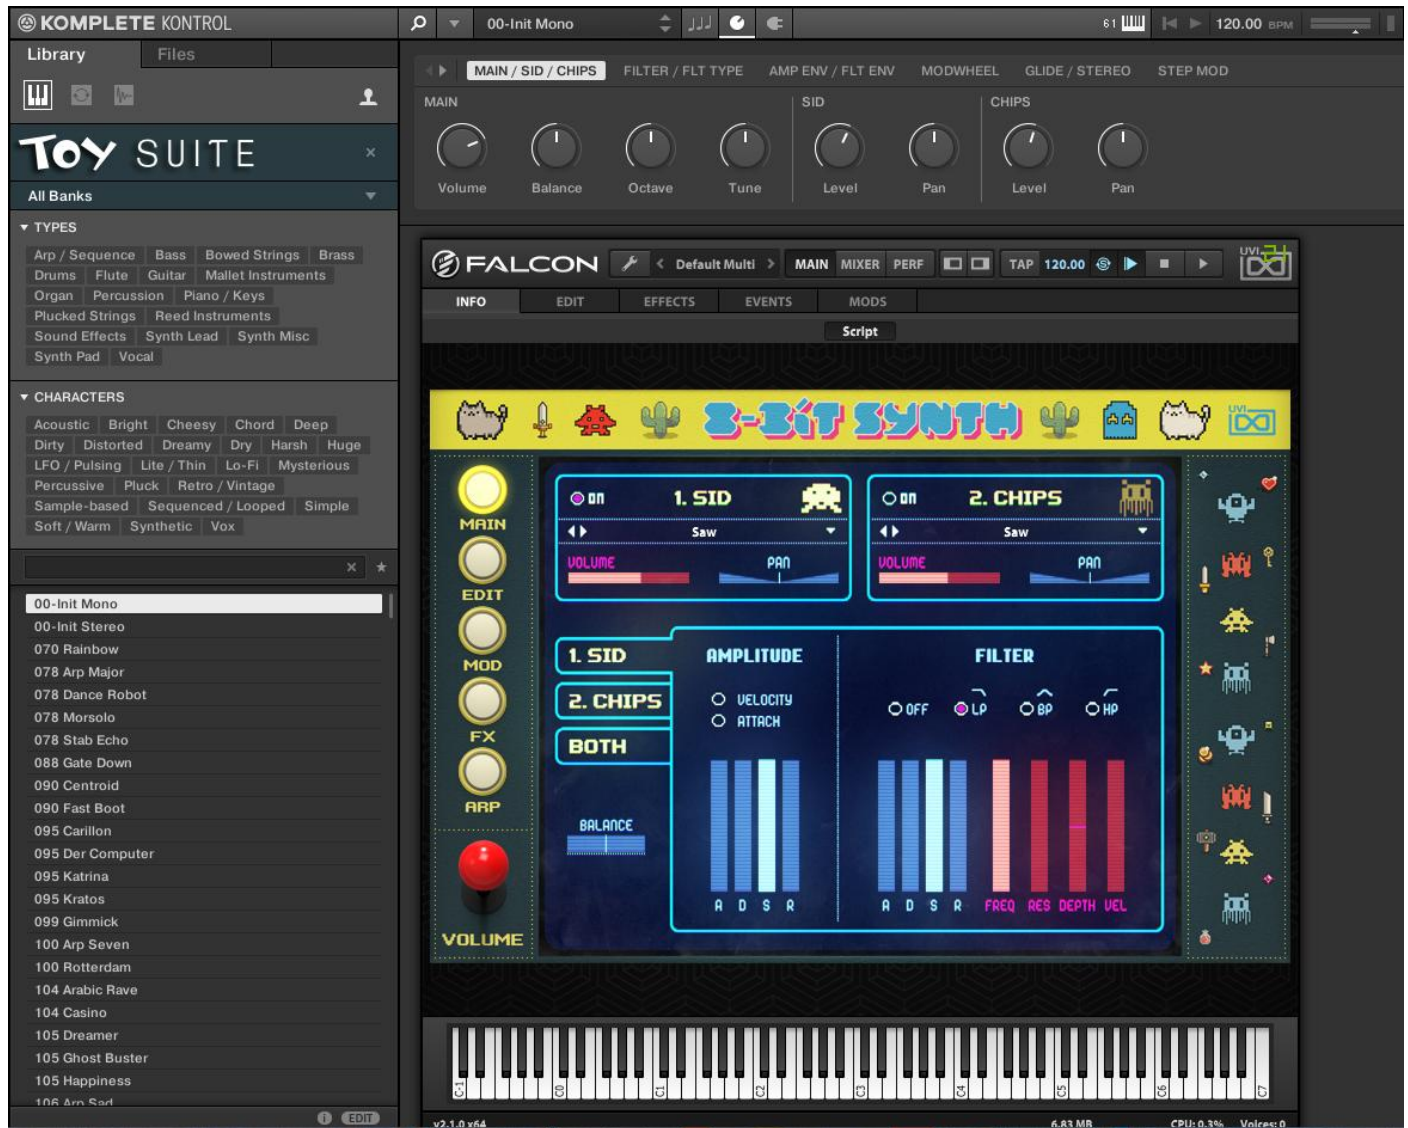 KOMPLETE KONTROL
00-Init Mono
61
120.00 BPM
Library
Files
TOY SUITE
All Banks
TYPES
Arp / Sequence Bass Bowed Strings Brass
Drums Flute Guitar Mallet Instruments
Organ Percussion Piano / Keys
Plucked Strings Reed Instruments
Sound Effects Synth Lead Synth Misc
Synth Pad Vocal
CHARACTERS
Acoustic Bright Cheesy Chord Deep
Dirty Distorted Dreamy Dry Harsh Huge
LFO / Pulsing Lite / Thin Lo-Fi Mysterious
Percussive Pluck Retro / Vintage
Sample-based Sequenced / Looped Simple
Soft / Warm Synthetic Vox
00-Init Mono
00-Init Stereo
070 Rainbow
078 Arp Major
078 Dance Robot
078 Morsolo
078 Stab Echo
088 Gate Down
090 Centroid
090 Fast Boot
095 Carillon
095 Der Computer
095 Katrina
095 Kratos
099 Gimmick
100 Arp Seven
100 Rotterdam
104 Arabic Rave
104 Casino
105 Dreamer
105 Ghost Buster
105 Happiness
106 Arp Sad
EDIT
MAIN / SID / CHIPS FILTER / FLT TYPE AMP ENV / FLT ENV MODWHEEL GLIDE / STEREO STEP MOD
MAIN SID CHIPS
Volume Balance Octave Tune Level Pan Level Pan
FALCON
Default Multi
MAIN MIXER PERF
TAP 120.00
UVI
INFO EDIT EFFECTS EVENTS MODS
Script
8-Bit SYNTH
UVI
MAIN
EDIT
MOD
FX
ARP
VOLUME
ON 1. SID
Saw
VOLUME PAN
ON 2. CHIPS
Saw
VOLUME PAN
1. SID
2. CHIPS
BOTH
BALANCE
AMPLITUDE
VELOCITY
ATTACK
A D S R
FILTER
OFF LP BP HP
A D S R FREQ RES DEPTH VEL
C-1 C0 C1 C2 C3 C4 C5 C6 C7
v2.1.0 x64
6.83 MB
CPU: 0.3% Voices: 0